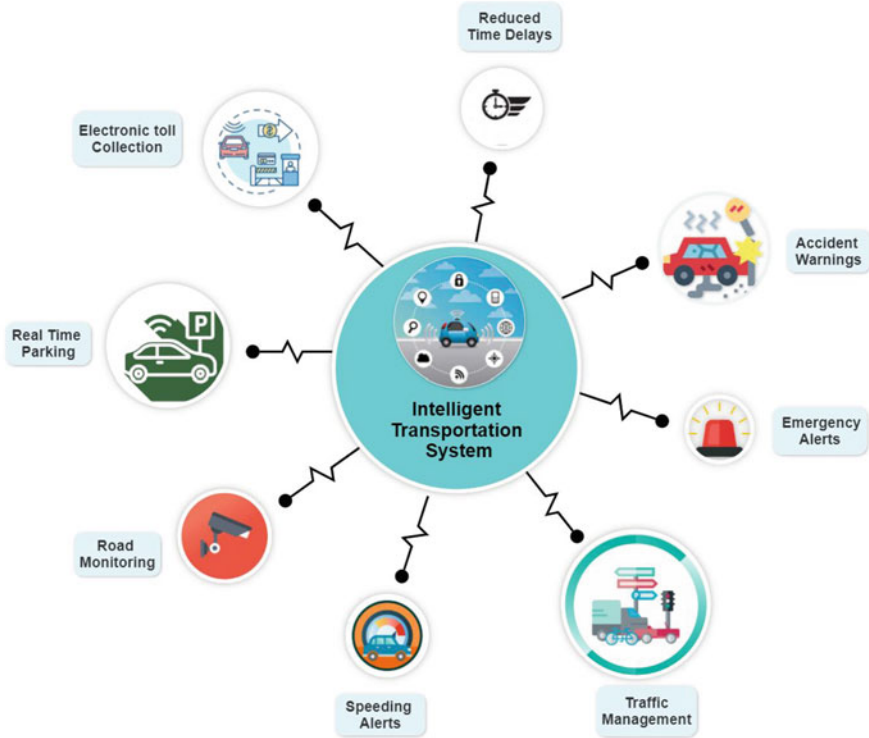 Reduced
Time Delays
Electronic toll
Collection
Accident
Warnings
Real Time
Parking
P
Intelligent
Transportation
System
Emergency
Alerts
Road
Monitoring
Speeding
Alerts
Traffic
Management